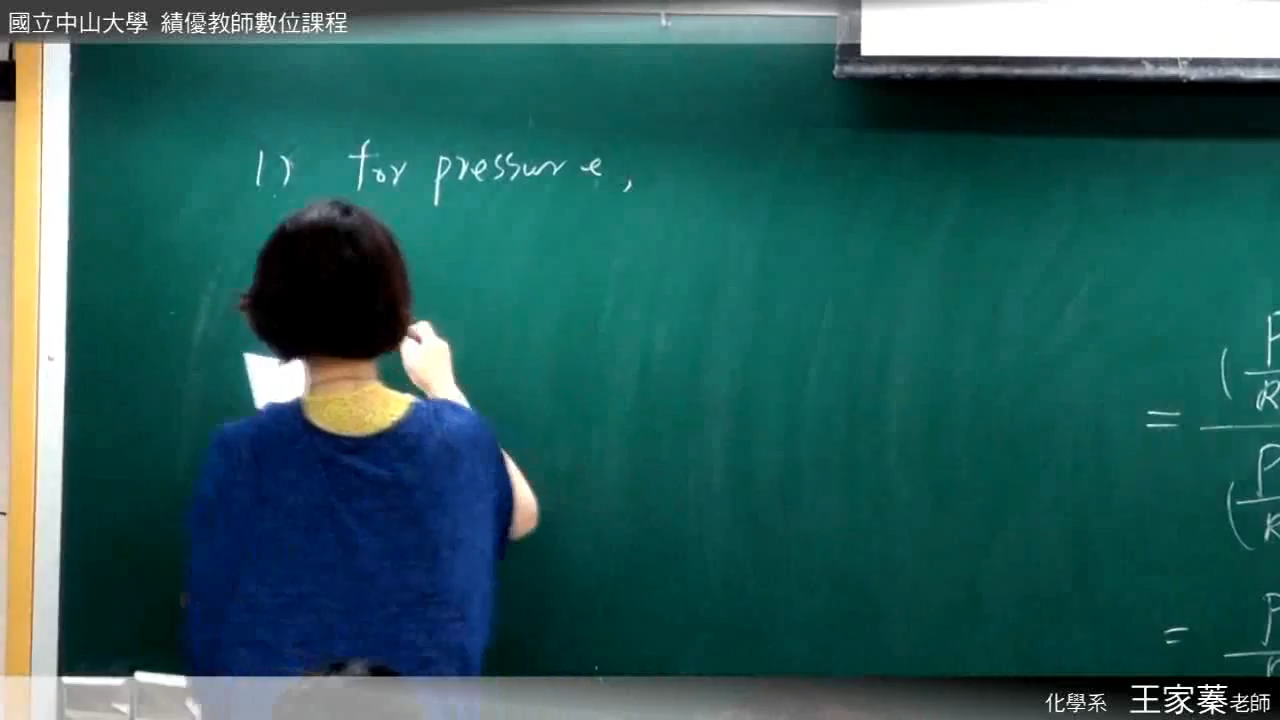 國立中山大學 績優教師數位課程
1) for pressure,
=
=
化學系 王家蓁老師